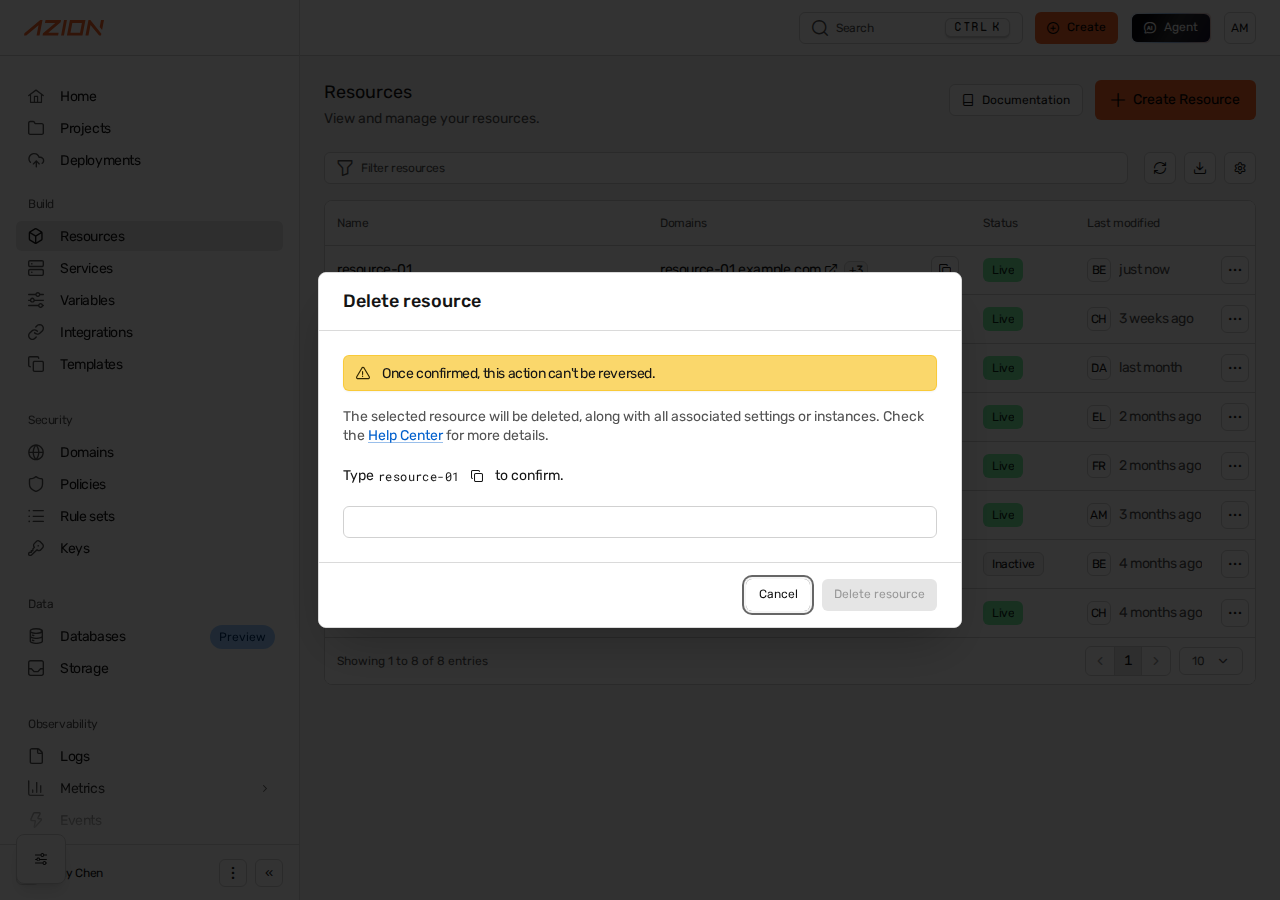 AZION
Search
CTRL K
Create
Agent
AM
Home
Projects
Deployments
Build
Resources
Services
Variables
Integrations
Templates
Security
Domains
Policies
Rule sets
Keys
Data
Databases
Preview
Storage
Observability
Logs
Metrics
Events
y Chen
Resources
View and manage your resources.
Documentation
Create Resource
Filter resources
Name Domains Status Last modified
resource-01 resource-01.example.com +3 Live BE just now
Live CH 3 weeks ago
Live DA last month
Live EL 2 months ago
Live FR 2 months ago
Live AM 3 months ago
Inactive BE 4 months ago
Live CH 4 months ago
Showing 1 to 8 of 8 entries
1
10
Delete resource
Once confirmed, this action can't be reversed.
The selected resource will be deleted, along with all associated settings or instances. Check
the Help Center for more details.
Type resource-01 to confirm.
Cancel
Delete resource